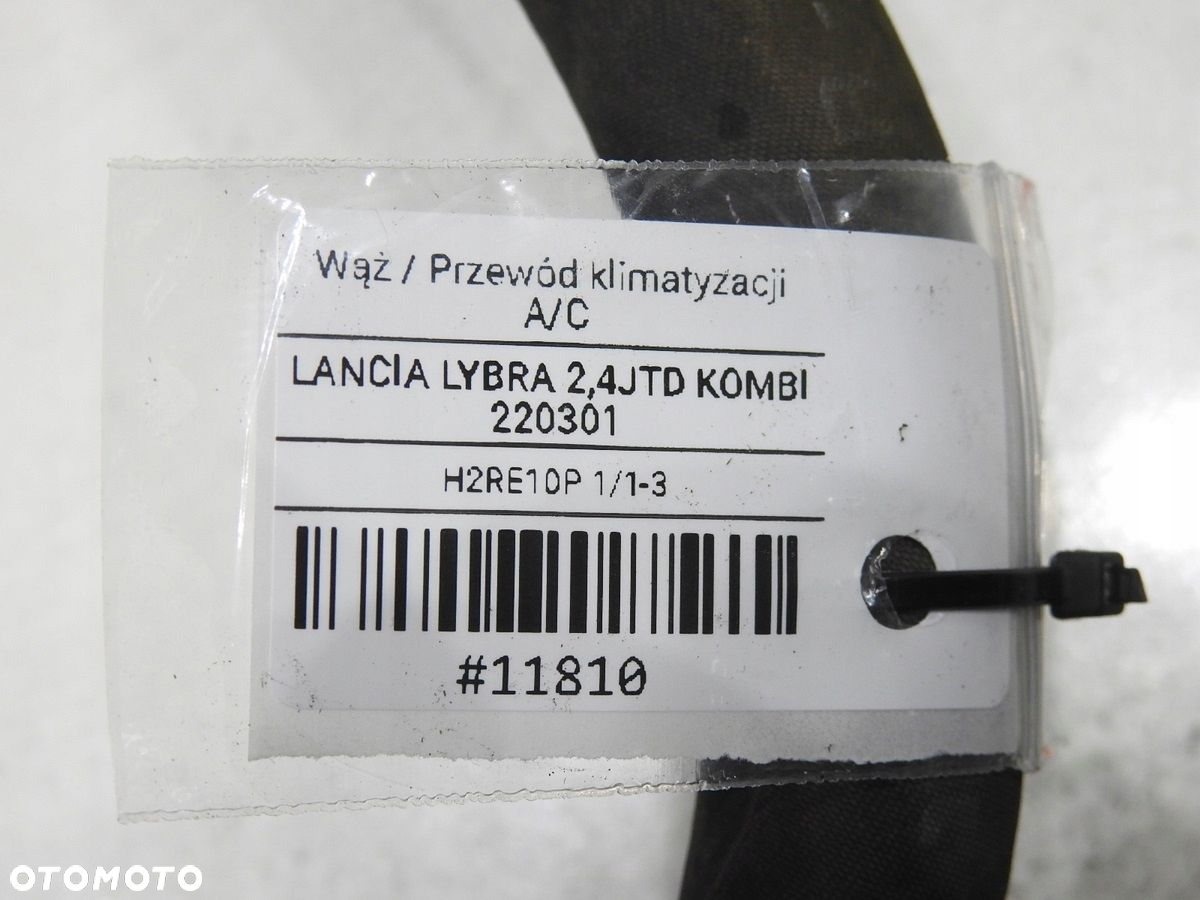 Wąż / Przewód klimatyzacji
A/C
LANCIA LYBRA 2,4JTD KOMBI
220301
H2RE10P 1/1-3
#11810
OTOMOTO